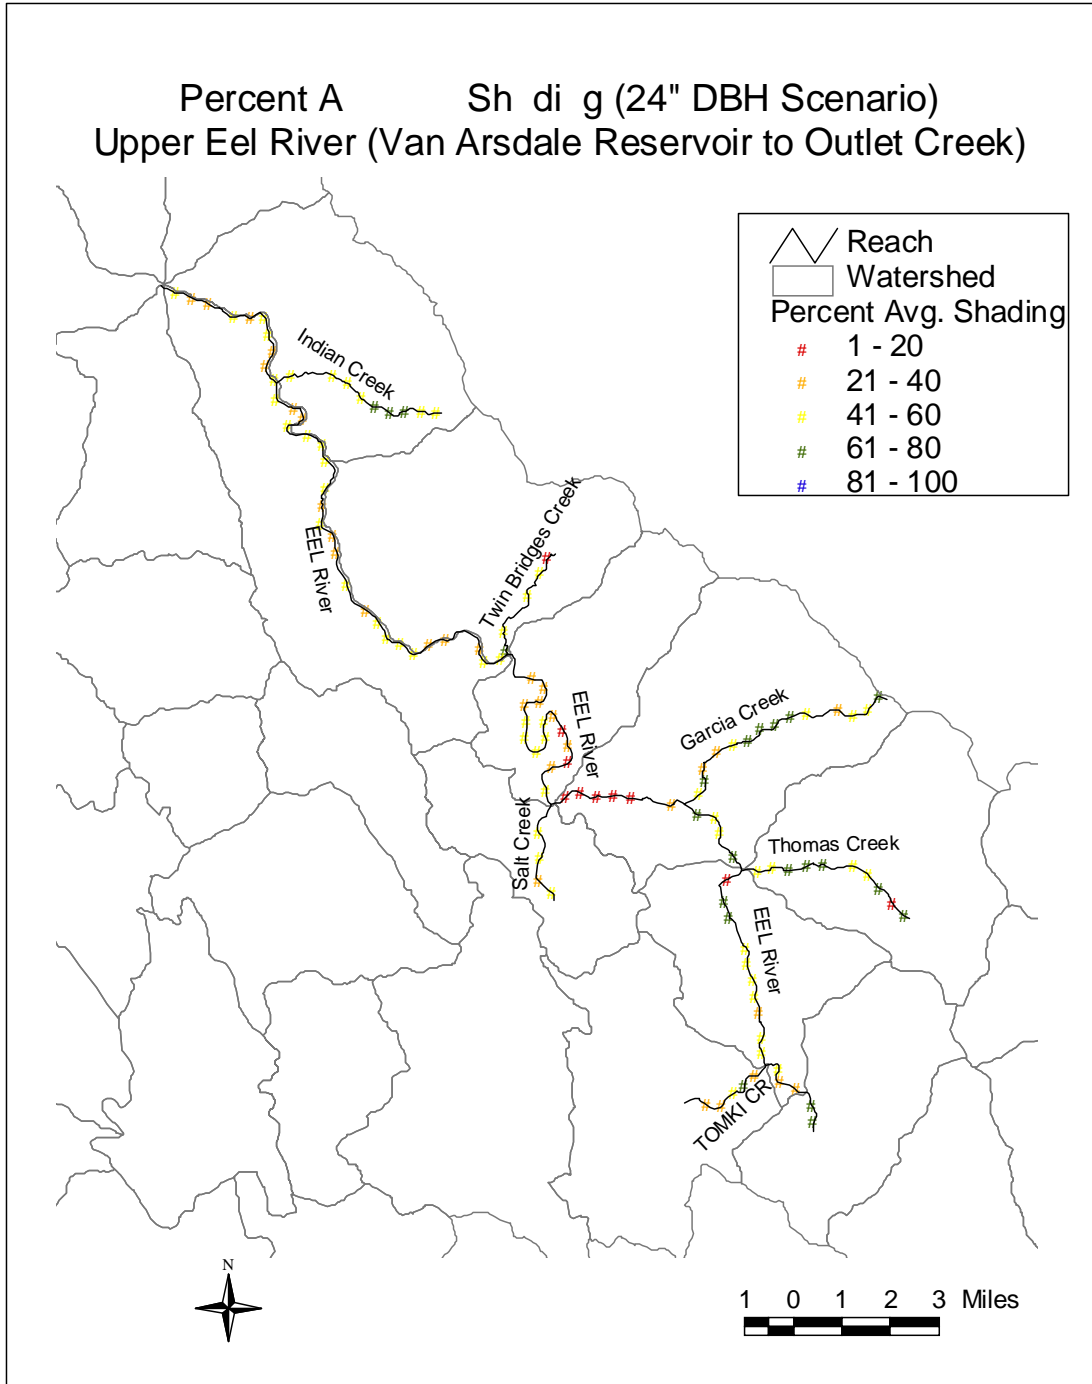 Percent A Sh di g (24" DBH Scenario)
Upper Eel River (Van Arsdale Reservoir to Outlet Creek)
Reach
Watershed
Percent Avg. Shading
# 1 - 20
# 21 - 40
# 41 - 60
# 61 - 80
# 81 - 100
Indian Creek
EEL River
Twin Bridges Creek
EEL River
Garcia Creek
Salt Creek
Thomas Creek
EEL River
TOMKI CR
N
1 0 1 2 3 Miles